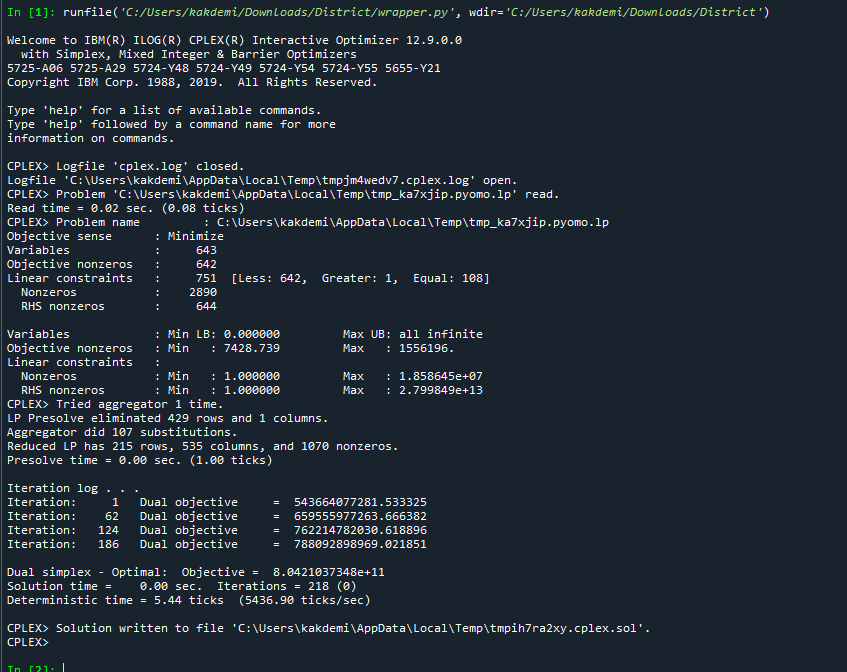 In [1]: runfile('C:/Users/kakdemi/Downloads/District/wrapper.py', wdir='C:/Users/kakdemi/Downloads/District')
Welcome to IBM(R) ILOG(R) CPLEX(R) Interactive Optimizer 12.9.0.0
with Simplex, Mixed Integer & Barrier Optimizers
5725-A06 5725-A29 5724-Y48 5724-Y49 5724-Y54 5724-Y55 5655-Y21
Copyright IBM Corp. 1988, 2019.  All Rights Reserved.
Type 'help' for a list of available commands.
Type 'help' followed by a command name for more
information on commands.
CPLEX> Logfile 'cplex.log' closed.
Logfile 'C:\Users\kakdemi\AppData\Local\Temp\tmpjm4wedv7.cplex.log' open.
CPLEX> Problem 'C:\Users\kakdemi\AppData\Local\Temp\tmp_ka7xjip.pyomo.lp' read.
Read time = 0.02 sec. (0.08 ticks)
CPLEX> Problem name         : C:\Users\kakdemi\AppData\Local\Temp\tmp_ka7xjip.pyomo.lp
Objective sense      : Minimize
Variables            :     643
Objective nonzeros   :     642
Linear constraints   :     751  [Less: 642,  Greater: 1,  Equal: 108]
Nonzeros           :    2890
RHS nonzeros       :     644
Variables            : Min LB: 0.000000         Max UB: all infinite
Objective nonzeros   : Min   : 7428.739         Max   : 1556196.
Linear constraints   :
Nonzeros           : Min   : 1.000000         Max   : 1.858645e+07
RHS nonzeros       : Min   : 1.000000         Max   : 2.799849e+13
CPLEX> Tried aggregator 1 time.
LP Presolve eliminated 429 rows and 1 columns.
Aggregator did 107 substitutions.
Reduced LP has 215 rows, 535 columns, and 1070 nonzeros.
Presolve time = 0.00 sec. (1.00 ticks)
Iteration log . . .
Iteration:     1   Dual objective     =  543664077281.533325
Iteration:    62   Dual objective     =  659555977263.666382
Iteration:   124   Dual objective     =  762214782030.618896
Iteration:   186   Dual objective     =  788092898969.021851
Dual simplex - Optimal:  Objective =  8.0421037348e+11
Solution time =    0.00 sec.  Iterations = 218 (0)
Deterministic time = 5.44 ticks  (5436.90 ticks/sec)
CPLEX> Solution written to file 'C:\Users\kakdemi\AppData\Local\Temp\tmpih7ra2xy.cplex.sol'.
CPLEX>
In [2]: